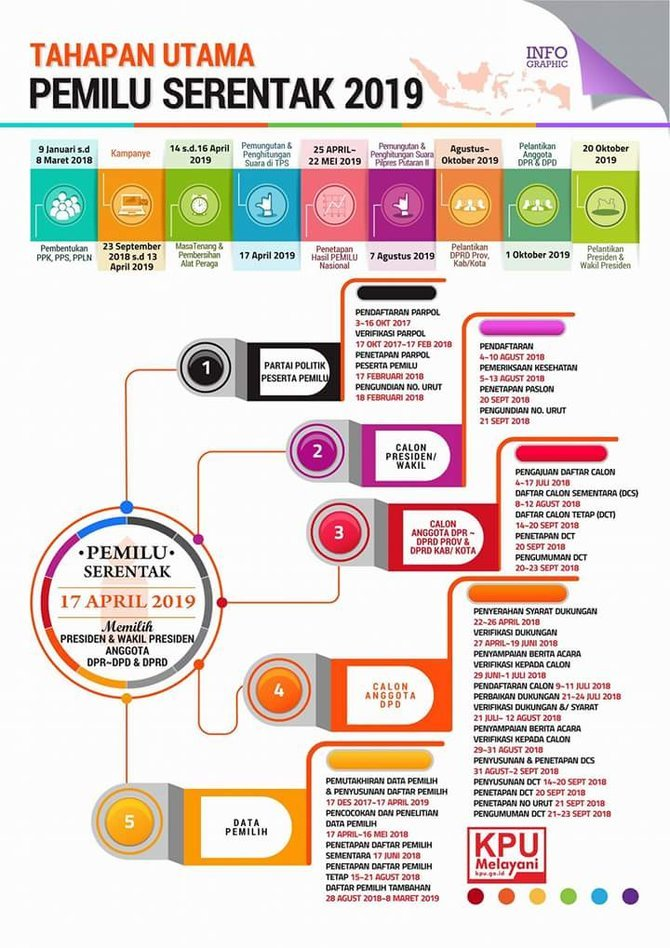 TAHAPAN UTAMA
PEMILU SERENTAK 2019
INFO
GRAPHIC
9 Januari s.d
8 Maret 2018
Pembentukan
PPK, PPS, PPLN
Kampanye
23 September
2018 s.d 13
April 2019
14 s.d.16 April
2019
MasaTenang &
Pembersihan
Alat Peraga
Pemungutan &
Penghitungan
Suara di TPS
17 April 2019
25 APRIL~
22 MEI 2019
Penetapan
Hasil PEMILU
Nasional
Pemungutan &
Penghitungan Suara
Pilpres Putaran II
7 Agustus 2019
Agustus~
Oktober 2019
Pelantikan
DPRD Prov,
Kab/Kota
Pelantikan
Anggota
DPR & DPD
1 Oktober 2019
20 Oktober
2019
Pelantikan
Presiden &
Wakil Presiden
1
PARTAI POLITIK
PESERTA PEMILU
PENDAFTARAN PARPOL
3~16 OKT 2017
VERIFIKASI PARPOL
17 OKT 2017~17 FEB 2018
PENETAPAN PARPOL
PESERTA PEMILU
17 FEBRUARI 2018
PENGUNDIAN NO. URUT
18 FEBRUARI 2018
2
CALON
PRESIDEN/
WAKIL
PENDAFTARAN
4~10 AGUST 2018
PEMERIKSAAN KESEHATAN
5~13 AGUST 2018
PENETAPAN PASLON
20 SEPT 2018
PENGUNDIAN NO. URUT
21 SEPT 2018
3
CALON
ANGGOTA DPR ~
DPRD PROV &
DPRD KAB/ KOTA
PENGAJUAN DAFTAR CALON
4~17 JULI 2018
DAFTAR CALON SEMENTARA (DCS)
8~12 AGUST 2018
DAFTAR CALON TETAP (DCT)
14~20 SEPT 2018
PENETAPAN DCT
20 SEPT 2018
PENGUMUMAN DCT
20~23 SEPT 2018
•PEMILU•
SERENTAK
17 APRIL 2019
Memilih
PRESIDEN & WAKIL PRESIDEN
ANGGOTA
DPR~DPD & DPRD
4
CALON
ANGGOTA
DPD
PENYERAHAN SYARAT DUKUNGAN
22~26 APRIL 2018
VERIFIKASI DUKUNGAN
27 APRIL~19 JUNI 2018
PENYAMPAIAN BERITA ACARA
VERIFIKASI KEPADA CALON
29 JUNI~1 JULI 2018
PENDAFTARAN CALON 9~11 JULI 2018
PERBAIKAN DUKUNGAN 21~24 JULI 2018
VERIFIKASI DUKUNGAN &/ SYARAT
21 JULI~ 12 AGUST 2018
PENYAMPAIAN BERITA ACARA
VERIFIKASI KEPADA CALON
29~31 AGUST 2018
PENYUSUNAN & PENETAPAN DCS
31 AGUST~2 SEPT 2018
PENYUSUNAN DCT 14~20 SEPT 2018
PENETAPAN DCT 20 SEPT 2018
PENETAPAN NO URUT 21 SEPT 2018
PENGUMUMAN DCT 21~23 SEPT 2018
5
DATA
PEMILIH
PEMUTAKHIRAN DATA PEMILIH
& PENYUSUNAN DAFTAR PEMILIH
17 DES 2017~17 APRIL 2019
PENCOCOKAN DAN PENELITIAN
DATA PEMILIH
17 APRIL~16 MEI 2018
PENETAPAN DAFTAR PEMILIH
SEMENTARA 17 JUNI 2018
PENETAPAN DAFTAR PEMILIH
TETAP 15~21 AGUST 2018
DAFTAR PEMILIH TAMBAHAN
28 AGUST 2018~8 MARET 2019
KPU
Melayani
kpu.go.id